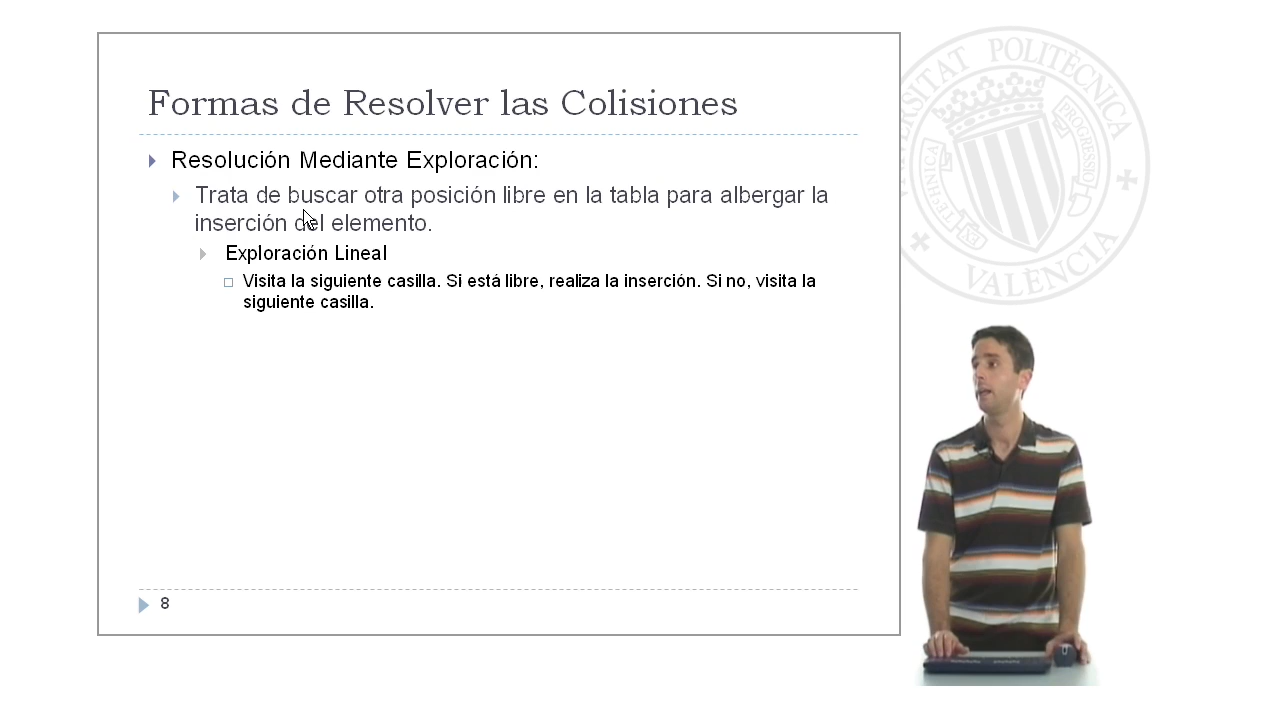 Formas de Resolver las Colisiones
Resolución Mediante Exploración:
Trata de buscar otra posición libre en la tabla para albergar la
inserción del elemento.
Exploración Lineal
Visita la siguiente casilla. Si está libre, realiza la inserción. Si no, visita la
siguiente casilla.
8
POLITÈCNICA
VALÈNCIA